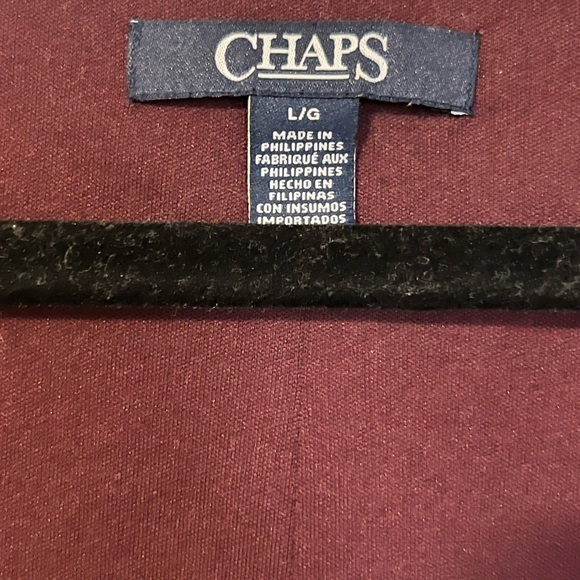 CHAPS
L/G
MADE IN
PHILIPPINES
FABRIQUÉ AUX
PHILIPPINES
HECHO EN
FILIPINAS
CON INSUMOS
IMPORTADOS